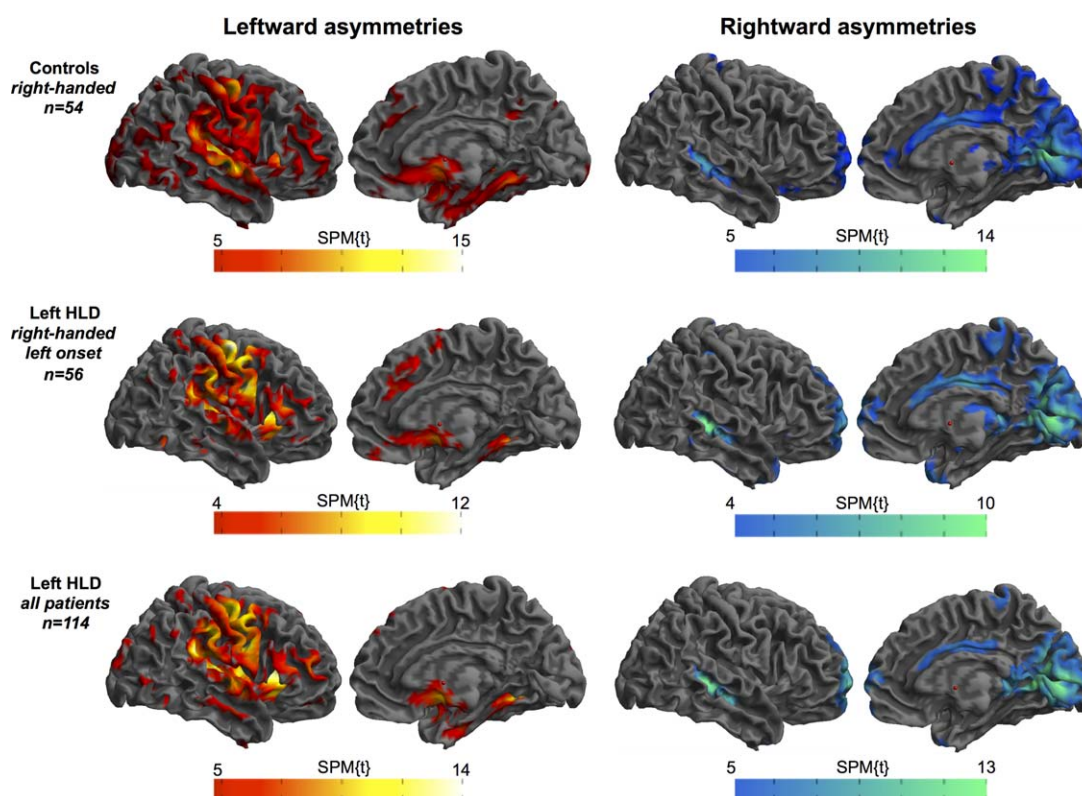 Leftward asymmetries
Rightward asymmetries
Controls
right-handed
n=54
5 SPM{t} 15
5 SPM{t} 14
Left HLD
right-handed
left onset
n=56
4 SPM{t} 12
4 SPM{t} 10
Left HLD
all patients
n=114
5 SPM{t} 14
5 SPM{t} 13